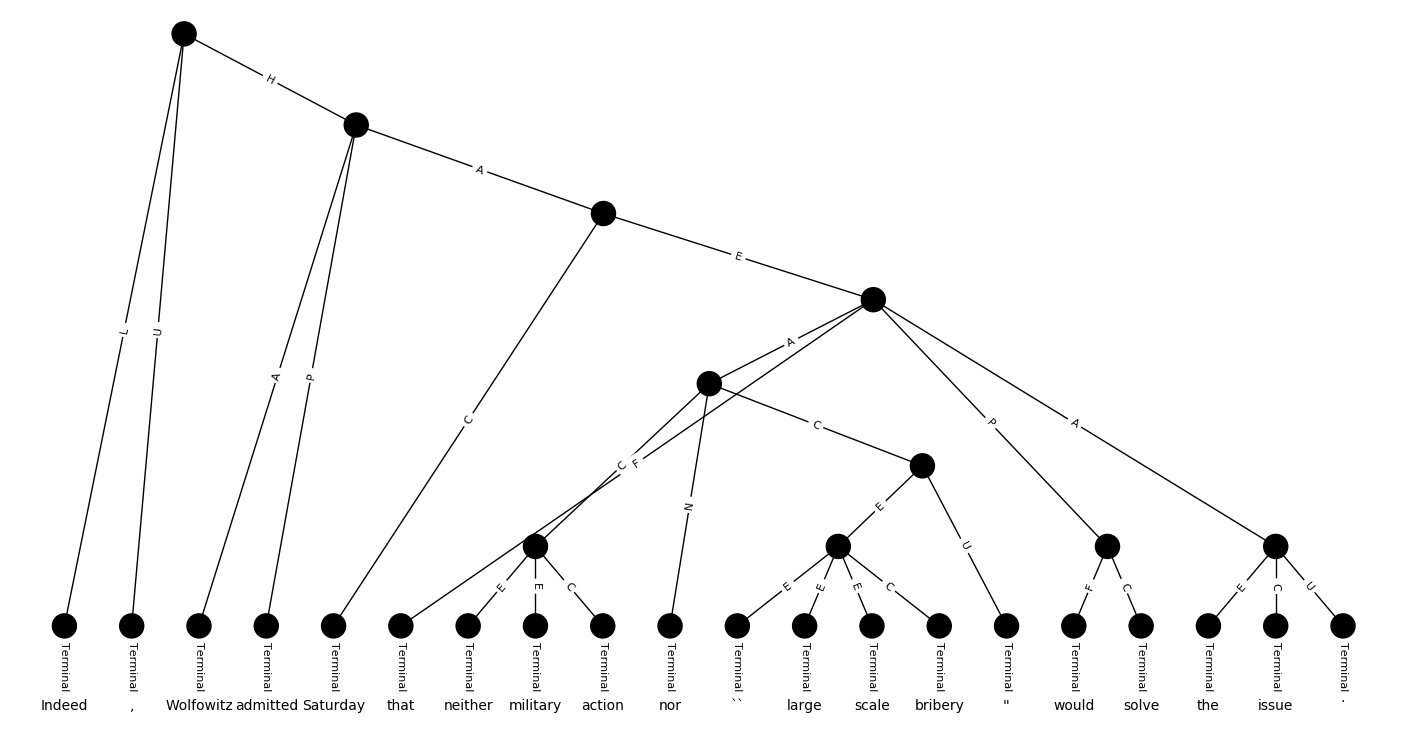 H
A
E
A
L
U
A
P
C
C
F
C
P
A
N
E
U
E
E
C
E
E
E
C
F
C
E
C
U
Terminal Terminal Terminal Terminal Terminal Terminal Terminal Terminal Terminal Terminal Terminal Terminal Terminal Terminal Terminal Terminal Terminal Terminal Terminal Terminal
Indeed , Wolfowitz admitted Saturday that neither military action nor `` large scale bribery " would solve the issue .